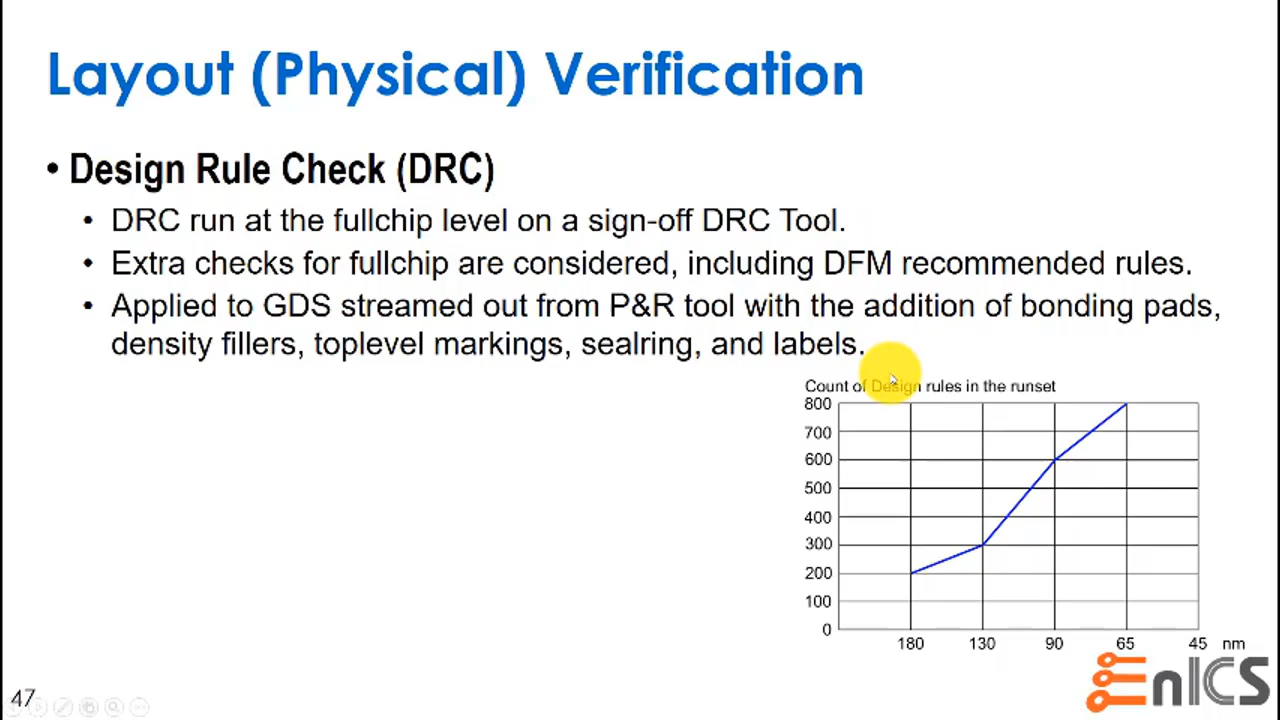 Layout (Physical) Verification
• Design Rule Check (DRC)
• DRC run at the fullchip level on a sign-off DRC Tool.
• Extra checks for fullchip are considered, including DFM recommended rules.
• Applied to GDS streamed out from P&R tool with the addition of bonding pads,
density fillers, toplevel markings, sealring, and labels.
Count of Design rules in the runset
800
700
600
500
400
300
200
100
0
180 130 90 65 45 nm
47
EnICS